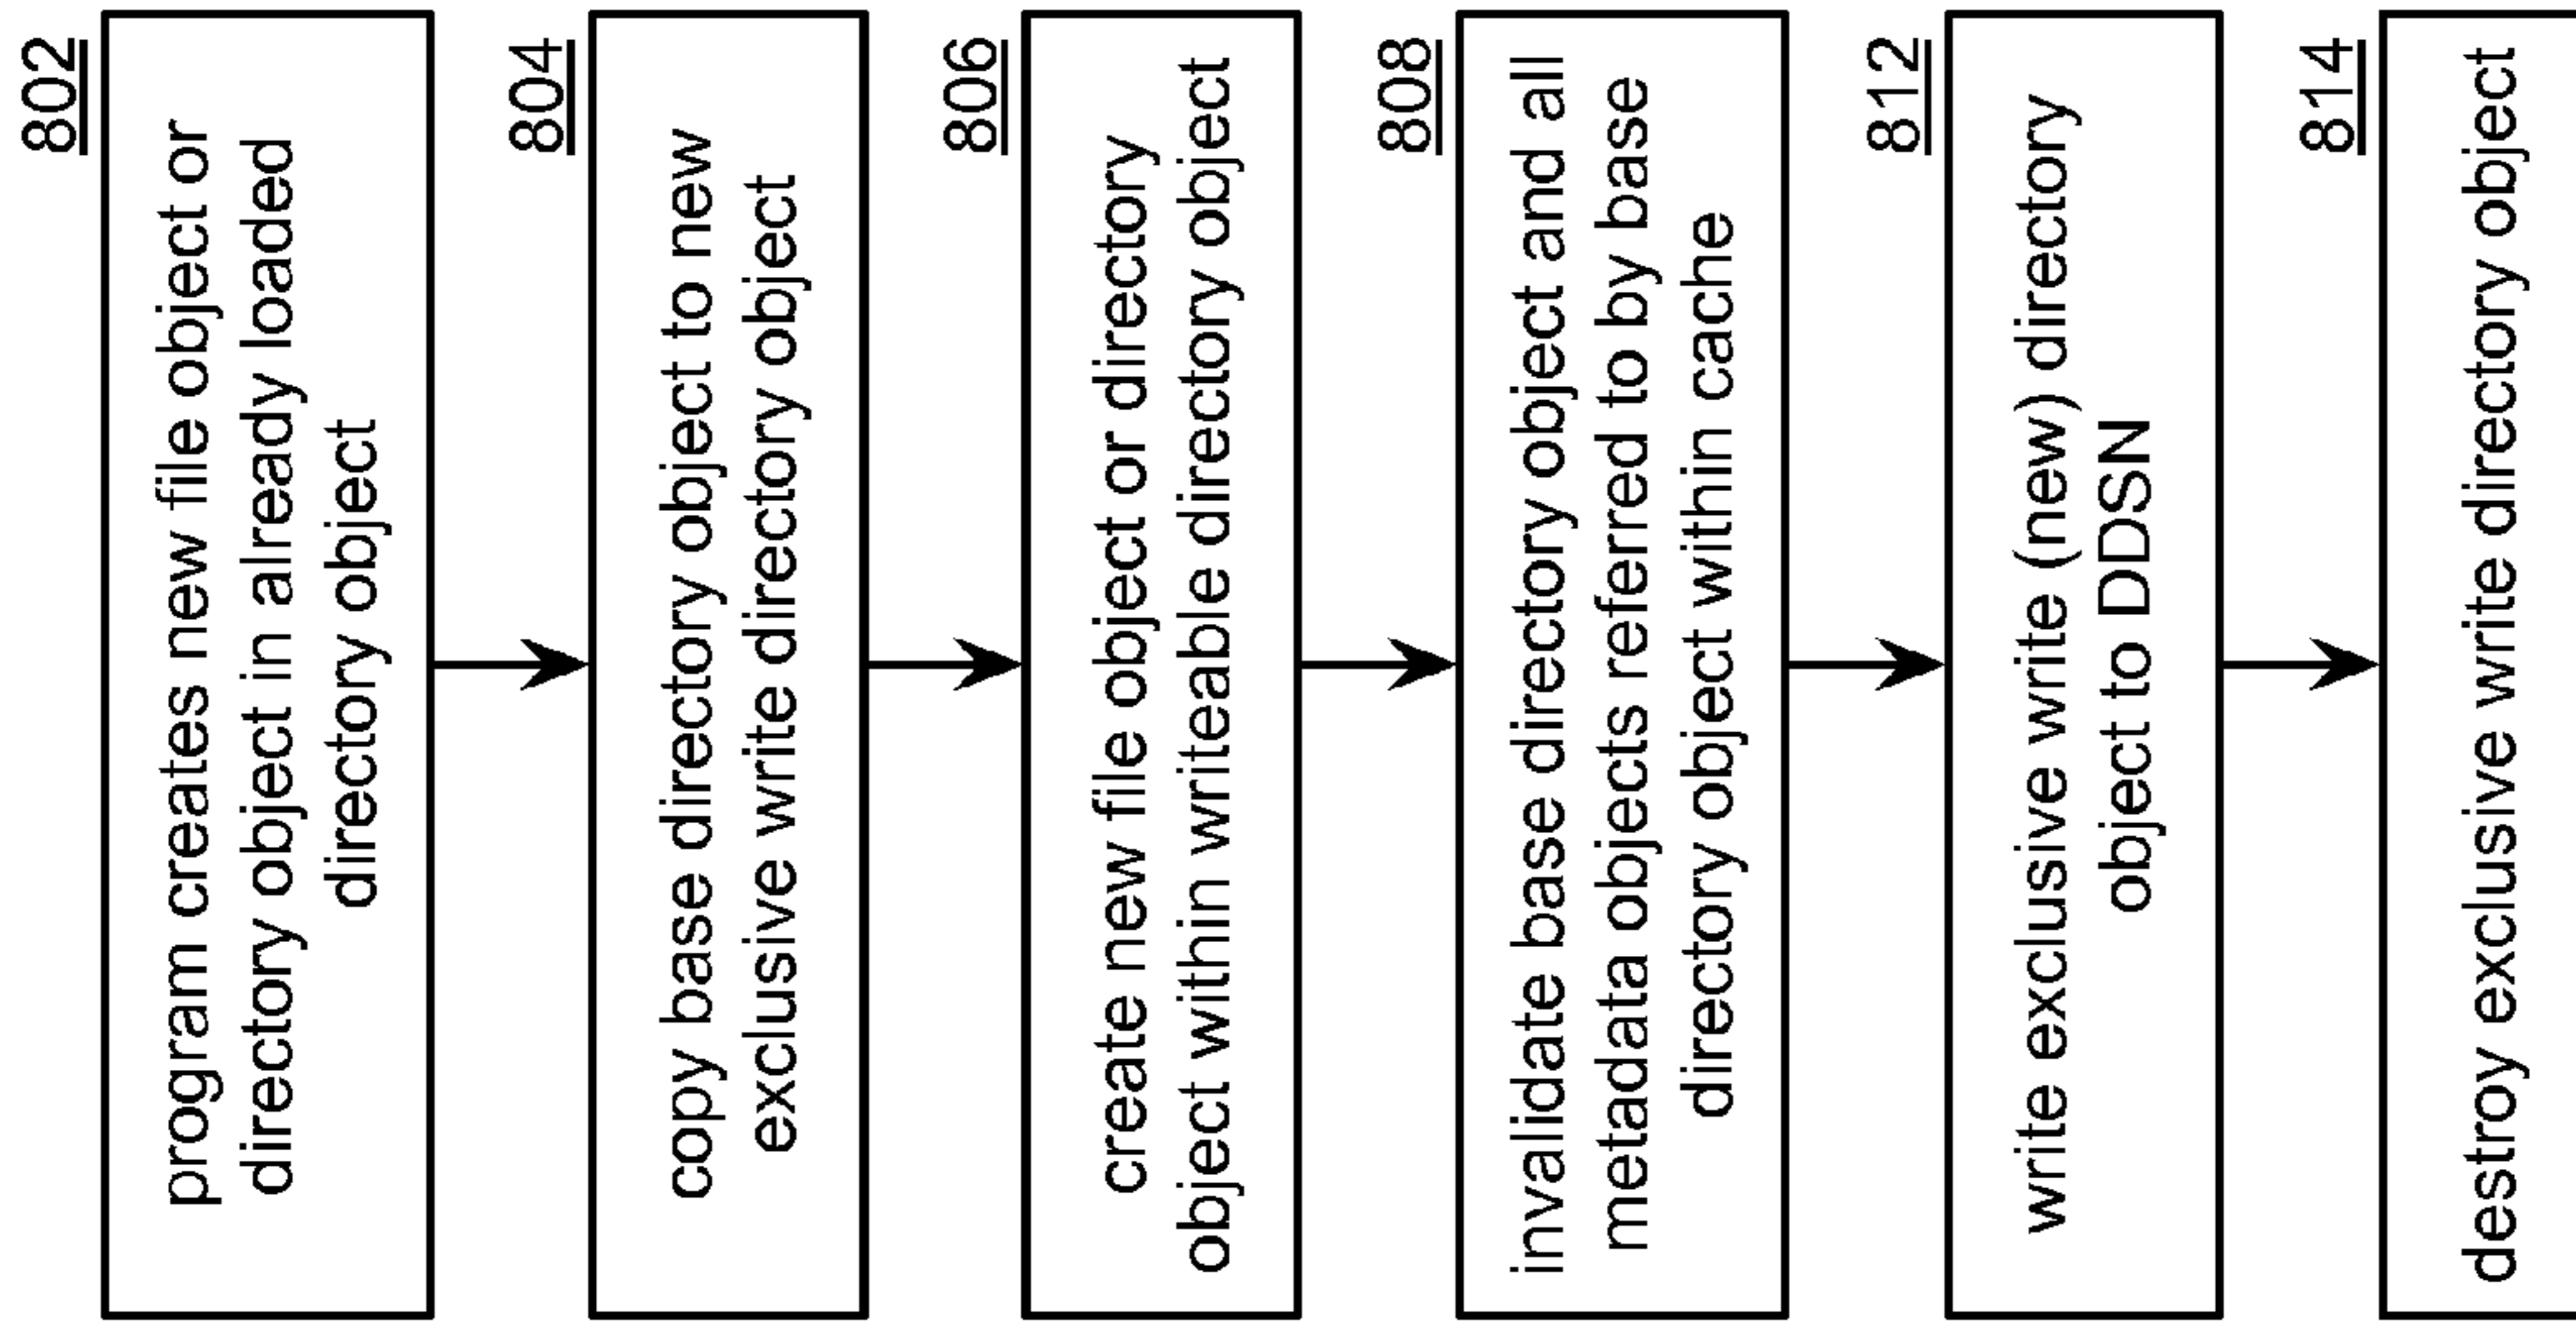 802
program creates new file object or
directory object in already loaded
directory object
804
copy base directory object to new
exclusive write directory object
806
create new file object or directory
object within writeable directory object
808
invalidate base directory object and all
metadata objects referred to by base
directory object within cache
812
write exclusive write (new) directory
object to DDSN
814
destroy exclusive write directory object